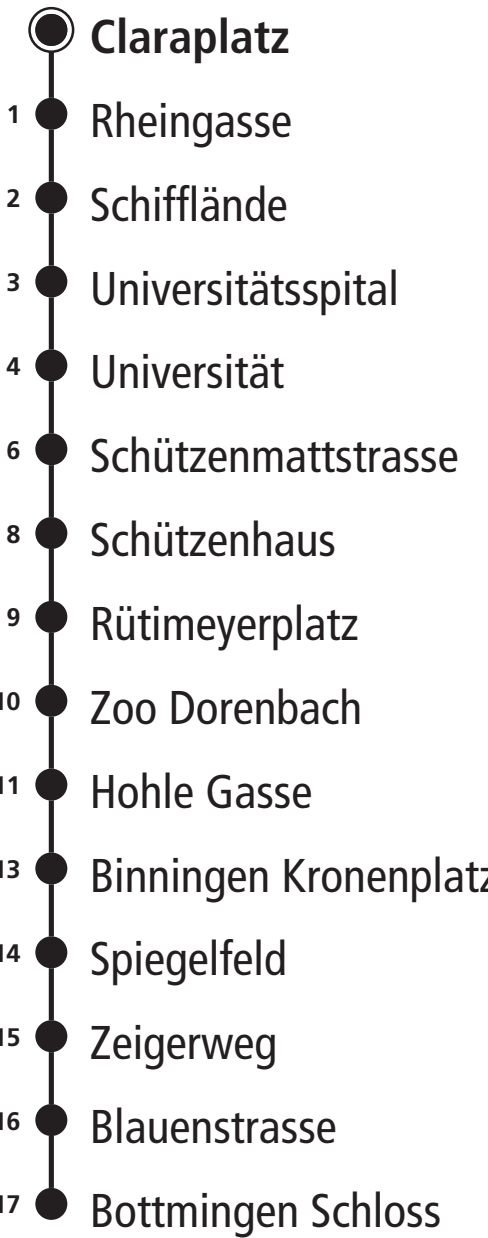 Claraplatz
1 Rheingasse
2 Schifflände
3 Universitätsspital
4 Universität
6 Schützenmattstrasse
8 Schützenhaus
9 Rütimeyerplatz
10 Zoo Dorenbach
11 Hohle Gasse
13 Binningen Kronenplatz
14 Spiegelfeld
15 Zeigerweg
16 Blauenstrasse
17 Bottmingen Schloss